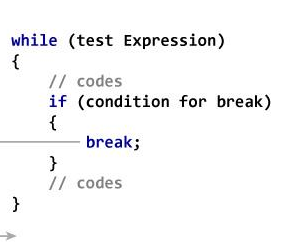 while (test Expression)
{
    // codes
    if (condition for break)
    {
        break;
    }
    // codes
}